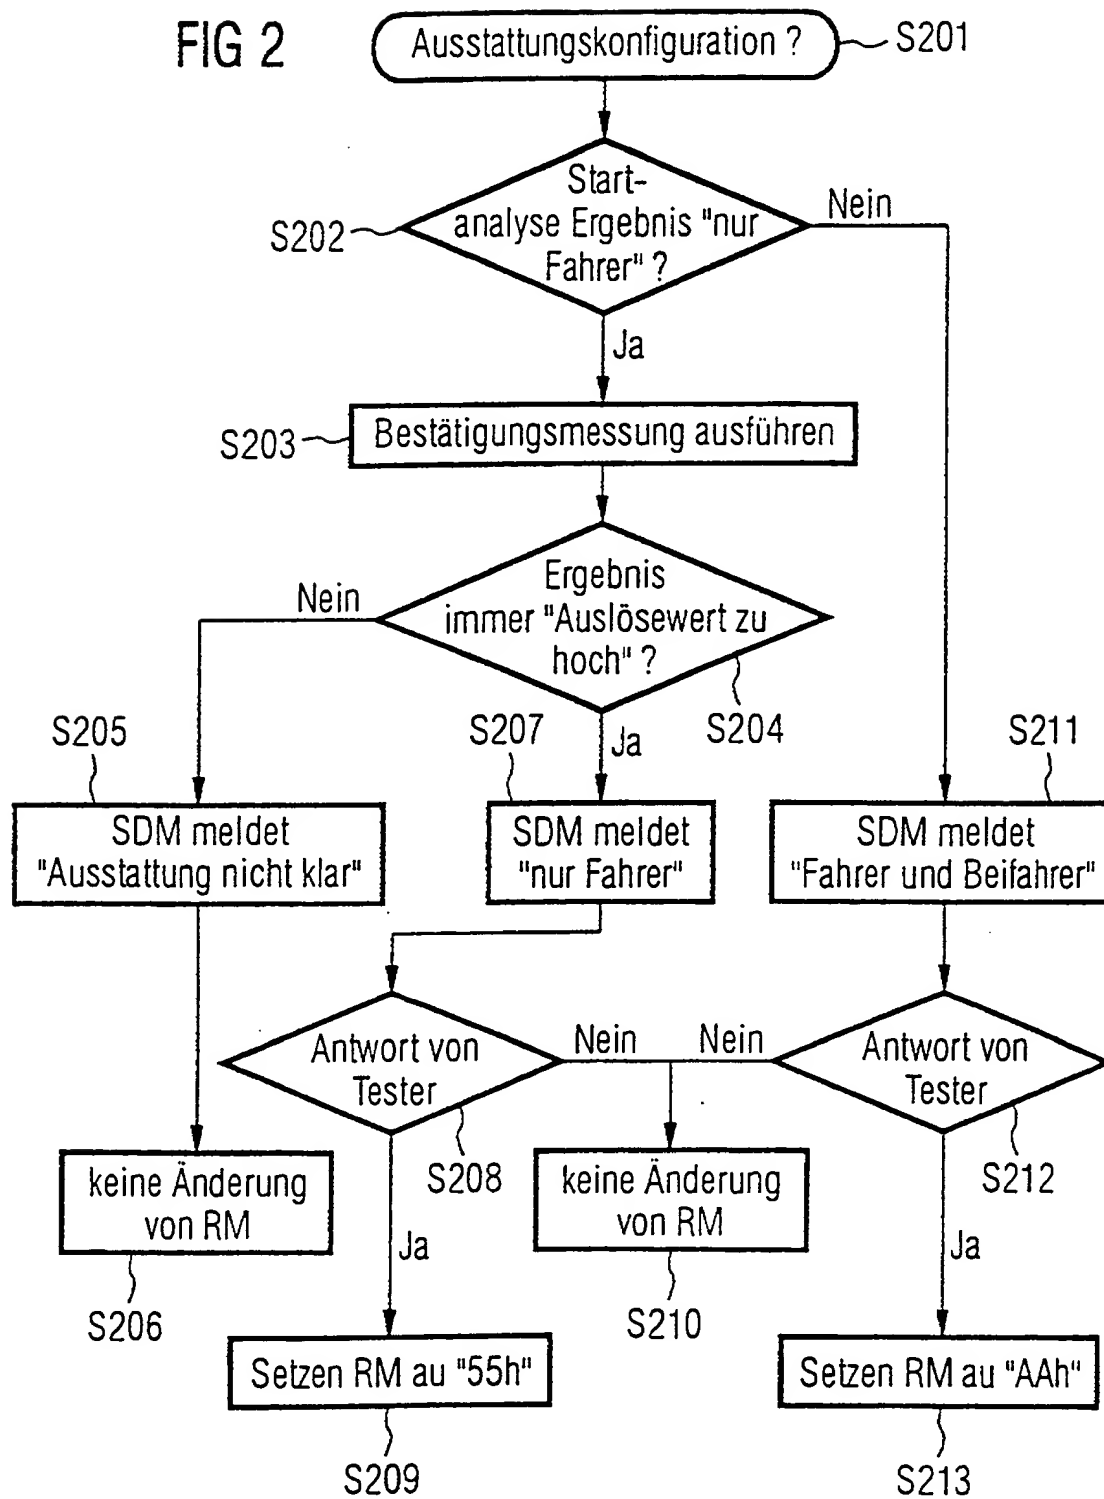 FIG 2
Ausstattungskonfiguration ?
S201
Start-
analyse Ergebnis "nur
Fahrer" ?
S202
Nein
Ja
S203
Bestätigungsmessung ausführen
Nein
Ergebnis
immer "Auslösewert zu
hoch" ?
S204
S205
S207
Ja
S211
SDM meldet
"Ausstattung nicht klar"
SDM meldet
"nur Fahrer"
SDM meldet
"Fahrer und Beifahrer"
Antwort von
Tester
Nein
Nein
Antwort von
Tester
S208
S212
keine Änderung
von RM
keine Änderung
von RM
Ja
Ja
S206
S210
Setzen RM au "55h"
Setzen RM au "AAh"
S209
S213